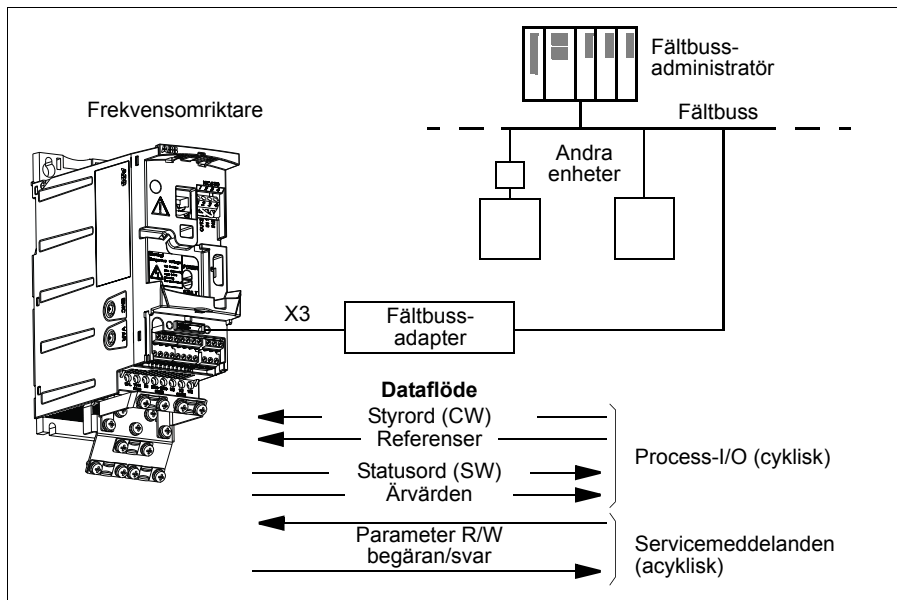 Fältbuss-
administratör
Frekvensomriktare
Fältbuss
Andra
enheter
ABB
X3
Fältbuss-
adapter
Dataflöde
Styrord (CW)
Referenser
Process-I/O (cyklisk)
Statusord (SW)
Ärvärden
Parameter R/W
begäran/svar
Servicemeddelanden
(acyklisk)